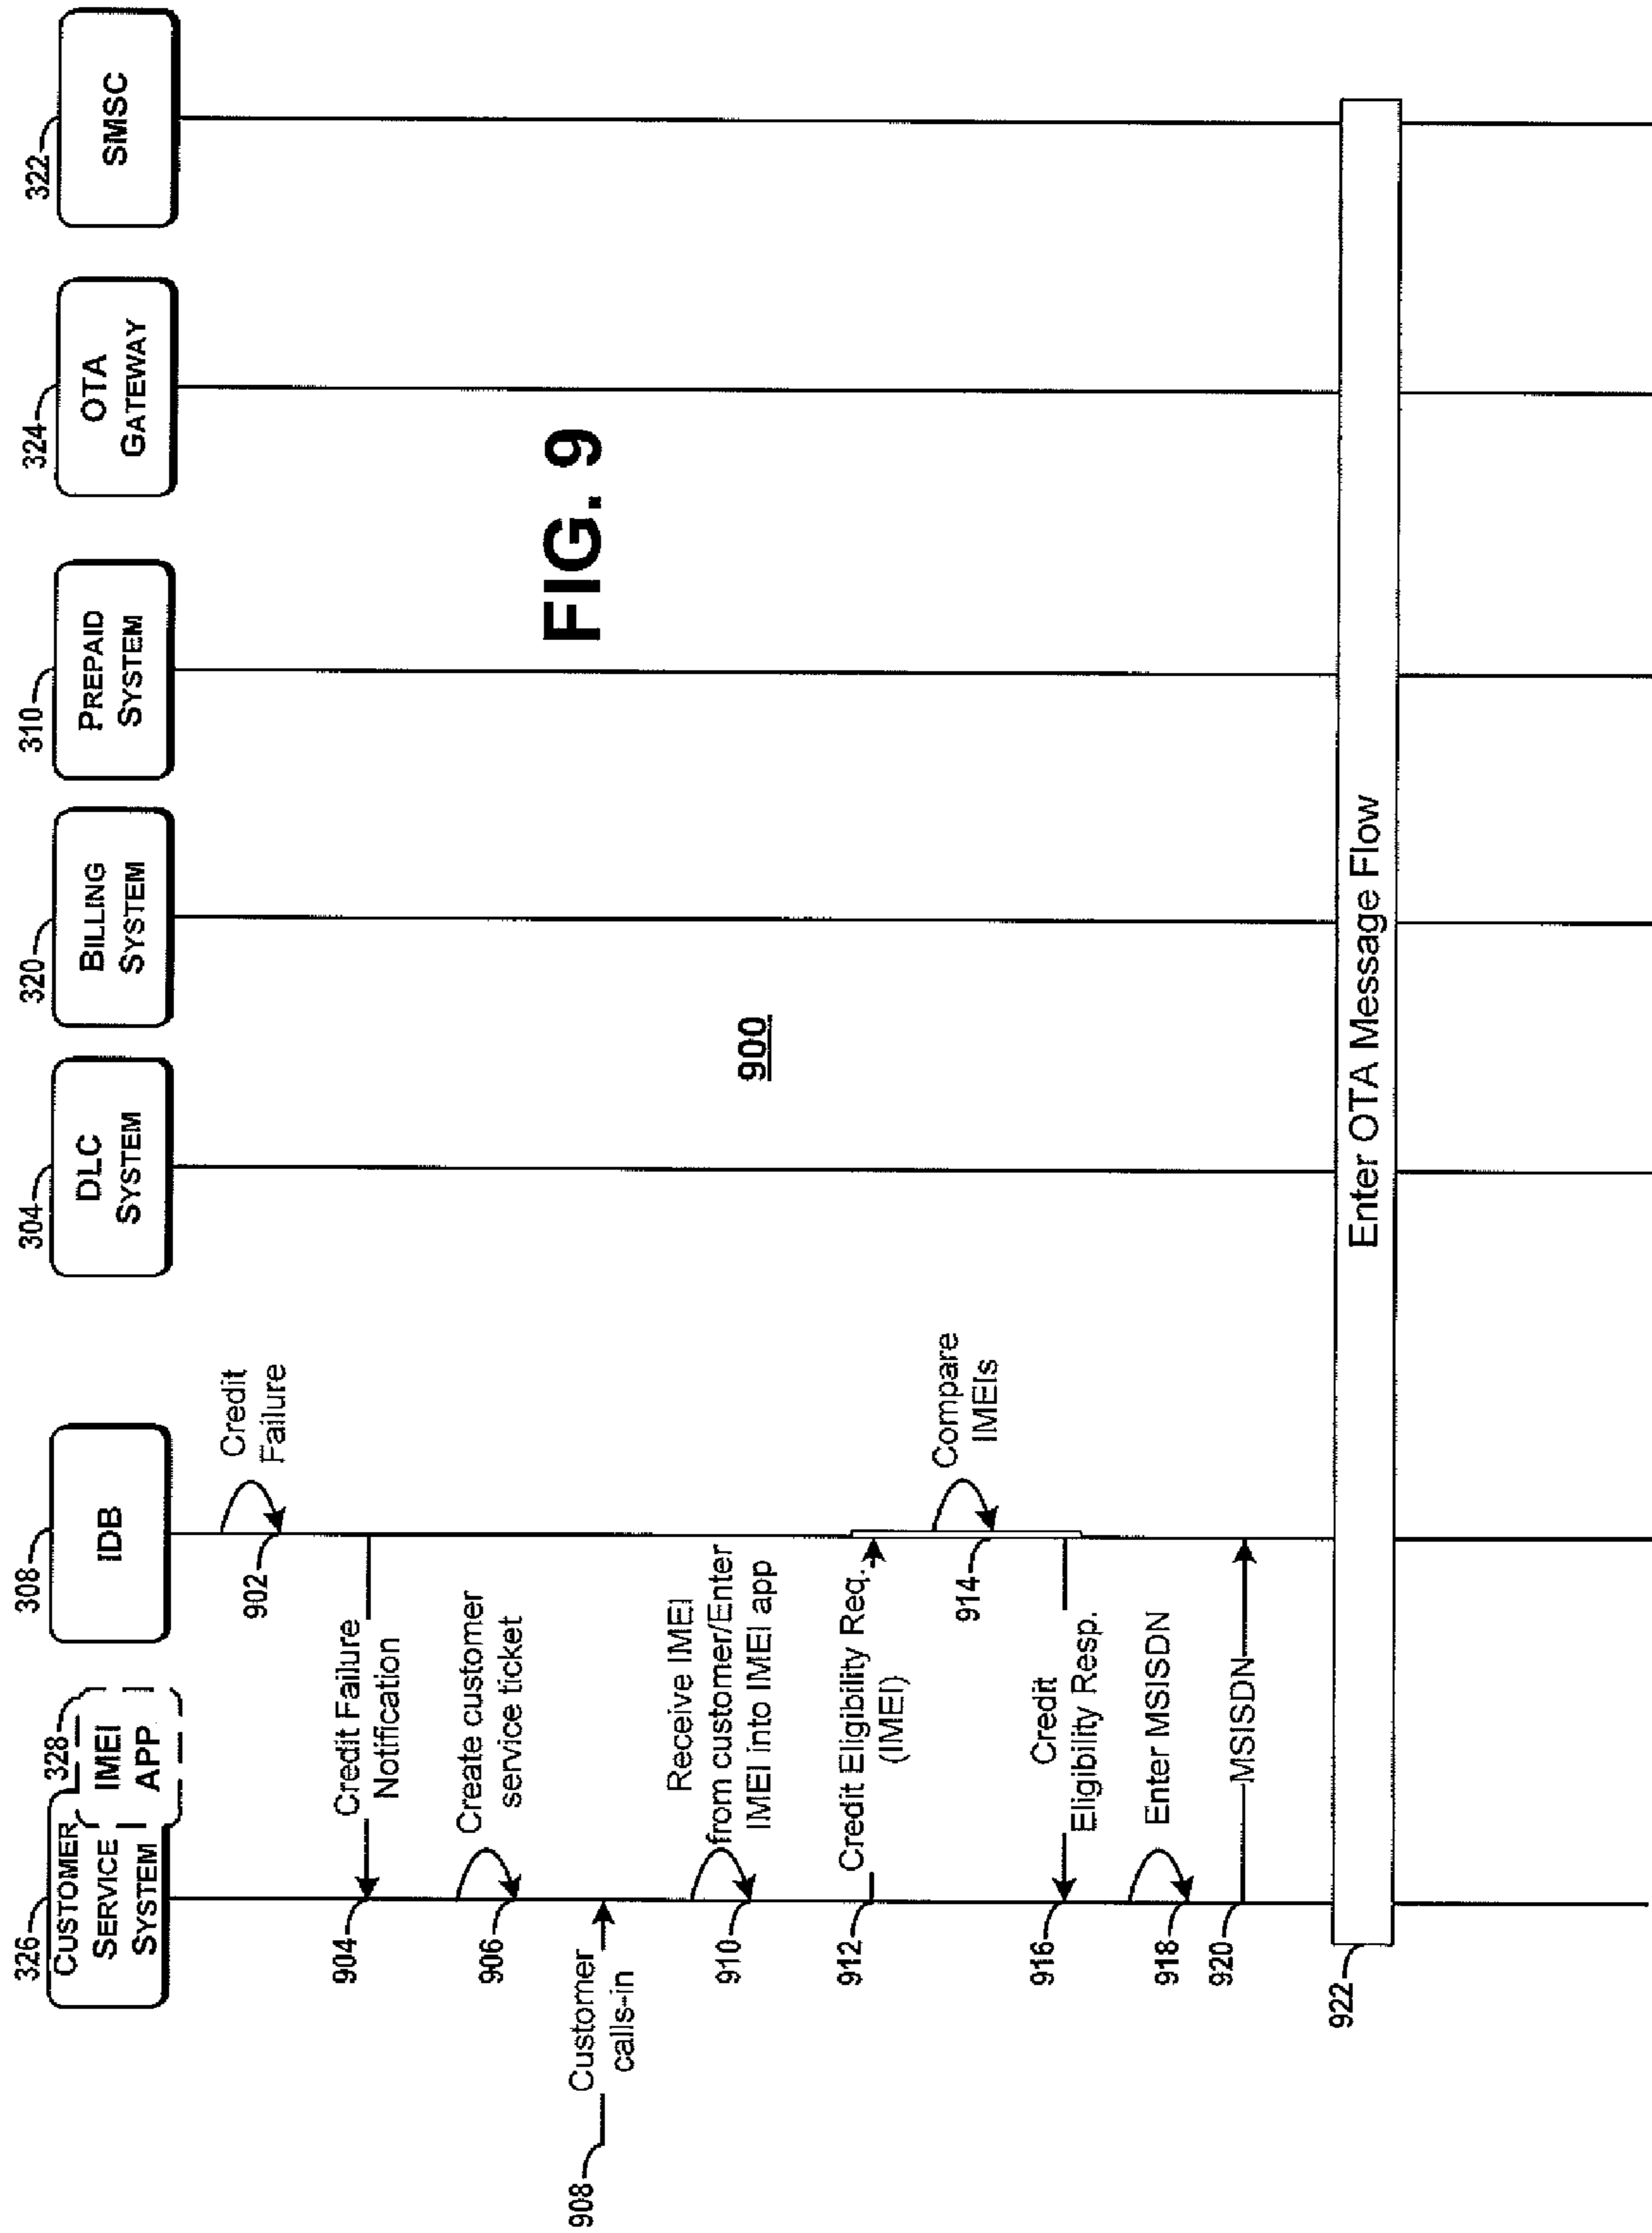 326
CUSTOMER
SERVICE
SYSTEM
328
IMEI
APP
308
IDB
304
DLC
SYSTEM
320
BILLING
SYSTEM
310
PREPAID
SYSTEM
324
OTA
GATEWAY
322
SMSC
Credit
Failure
902
Credit Failure
Notification
904
Create customer
service ticket
906
908
Customer
calls-in
Receive IMEI
from customer/Enter
IMEI into IMEI app
910
Credit Eligibility Req.
(IMEI)
912
Compare
IMEIs
914
Credit
Eligibility Resp.
916
Enter MSISDN
918
MSISDN
920
Enter OTA Message Flow
922
900
FIG. 9